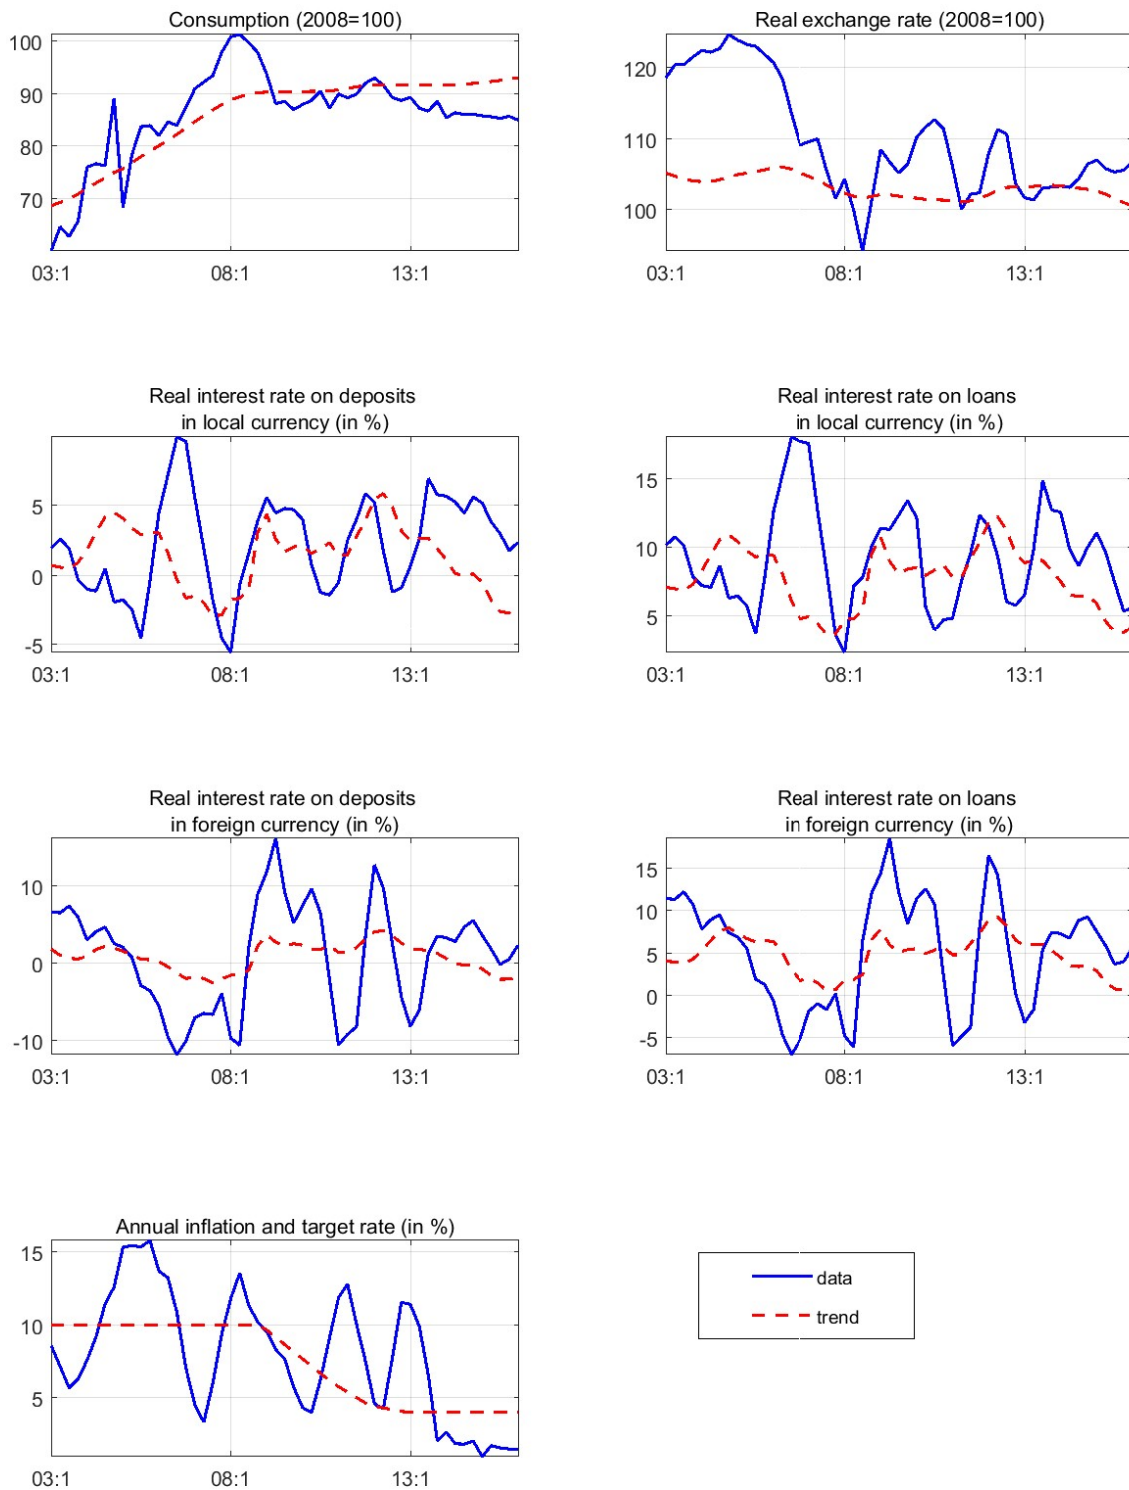 Consumption (2008=100)
100
90
80
70
03:1 08:1 13:1
Real exchange rate (2008=100)
120
110
100
03:1 08:1 13:1
Real interest rate on deposits
in local currency (in %)
5
0
-5
03:1 08:1 13:1
Real interest rate on loans
in local currency (in %)
15
10
5
03:1 08:1 13:1
Real interest rate on deposits
in foreign currency (in %)
10
0
-10
03:1 08:1 13:1
Real interest rate on loans
in foreign currency (in %)
15
10
5
0
-5
03:1 08:1 13:1
Annual inflation and target rate (in %)
15
10
5
03:1 08:1 13:1
data
trend